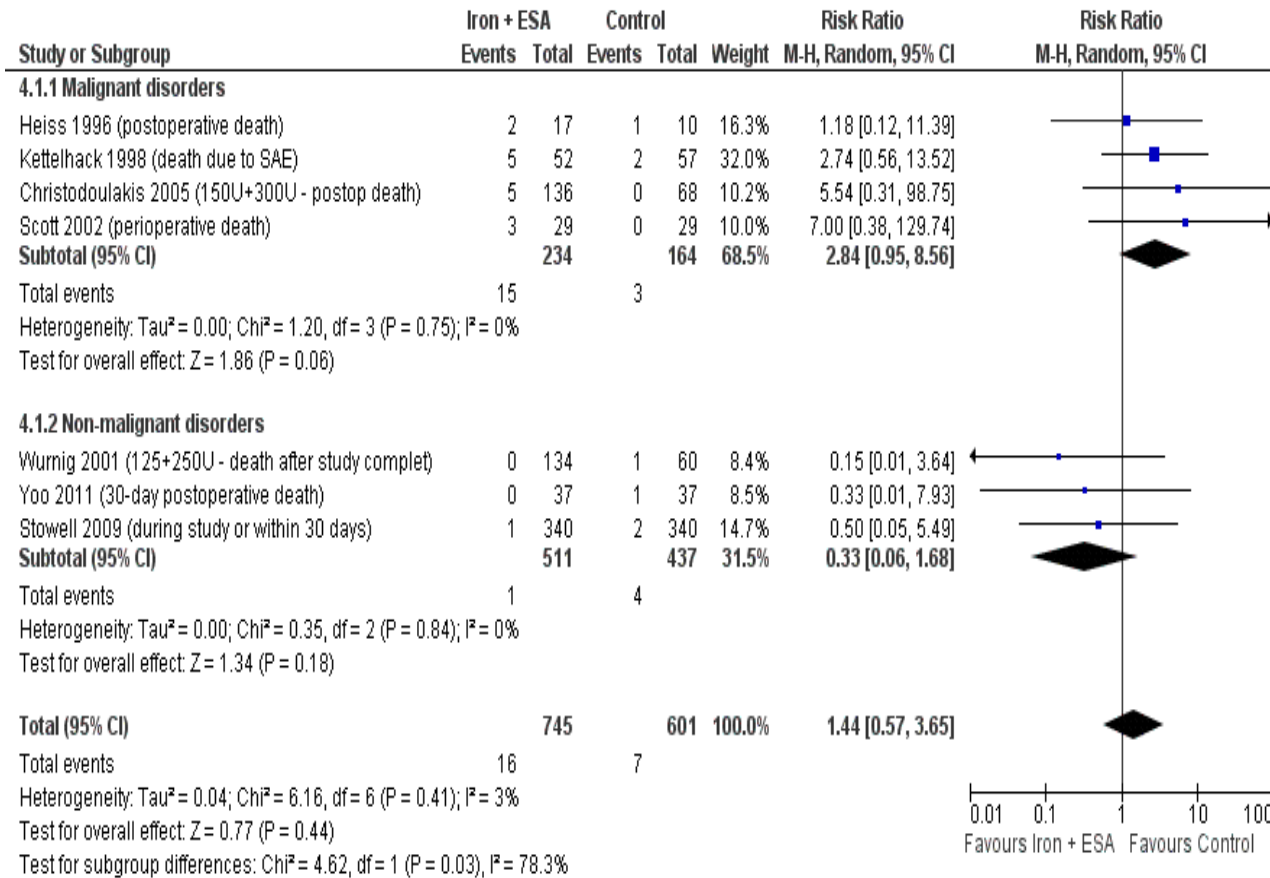 Iron + ESA Control Risk Ratio Risk Ratio
Study or Subgroup Events Total Events Total Weight M-H, Random, 95% CI M-H, Random, 95% CI
4.1.1 Malignant disorders
Heiss 1996 (postoperative death) 2 17 1 10 16.3% 1.18 [0.12, 11.39]
Kettelhack 1998 (death due to SAE) 5 52 2 57 32.0% 2.74 [0.56, 13.52]
Christodoulakis 2005 (150U+300U - postop death) 5 136 0 68 10.2% 5.54 [0.31, 98.75]
Scott 2002 (perioperative death) 3 29 0 29 10.0% 7.00 [0.38, 129.74]
Subtotal (95% CI) 234 164 68.5% 2.84 [0.95, 8.56]
Total events 15 3
Heterogeneity: Tau² = 0.00; Chi² = 1.20, df = 3 (P = 0.75); I² = 0%
Test for overall effect: Z = 1.86 (P = 0.06)
4.1.2 Non-malignant disorders
Wurnig 2001 (125+250U - death after study complet) 0 134 1 60 8.4% 0.15 [0.01, 3.64]
Yoo 2011 (30-day postoperative death) 0 37 1 37 8.5% 0.33 [0.01, 7.93]
Stowell 2009 (during study or within 30 days) 1 340 2 340 14.7% 0.50 [0.05, 5.49]
Subtotal (95% CI) 511 437 31.5% 0.33 [0.06, 1.68]
Total events 1 4
Heterogeneity: Tau² = 0.00; Chi² = 0.35, df = 2 (P = 0.84); I² = 0%
Test for overall effect: Z = 1.34 (P = 0.18)
Total (95% CI) 745 601 100.0% 1.44 [0.57, 3.65]
Total events 16 7
Heterogeneity: Tau² = 0.04; Chi² = 6.16, df = 6 (P = 0.41); I² = 3%
Test for overall effect: Z = 0.77 (P = 0.44)
Test for subgroup differences: Chi² = 4.62, df = 1 (P = 0.03), I² = 78.3%
0.01 0.1 1 10 100
Favours Iron + ESA Favours Control